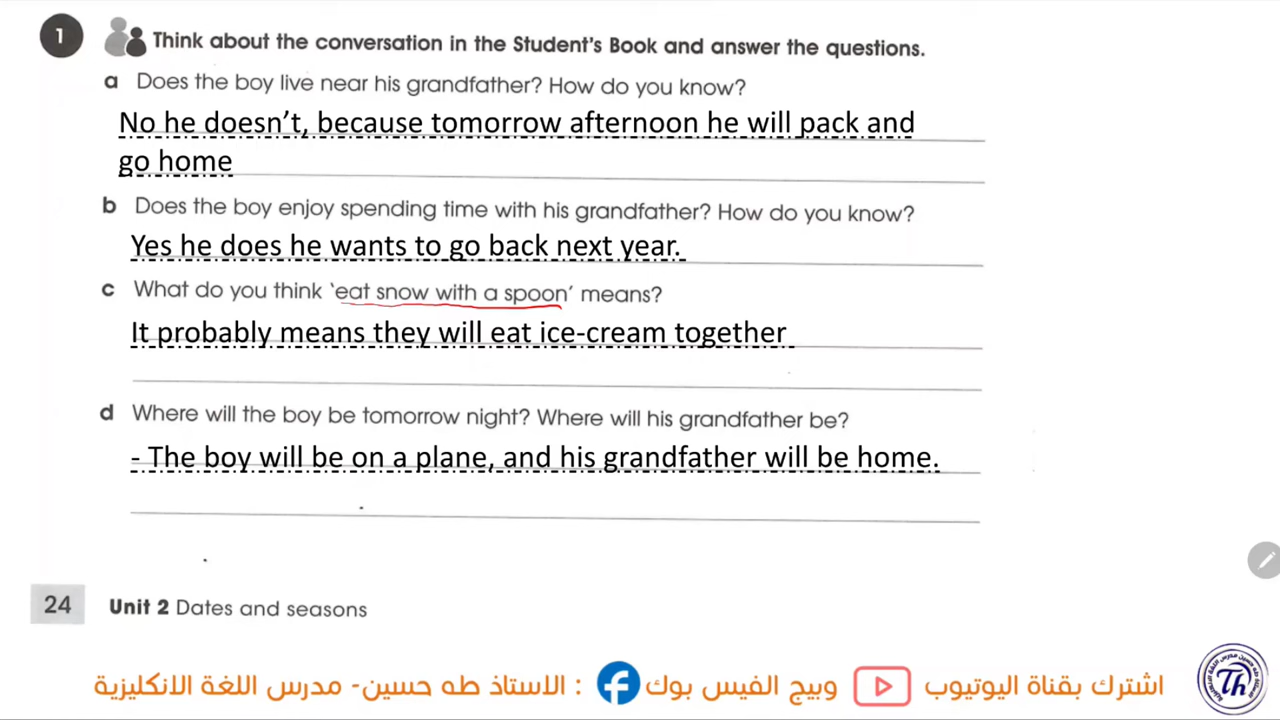 1 Think about the conversation in the Student's Book and answer the questions.
a Does the boy live near his grandfather? How do you know?
No he doesn't, because tomorrow afternoon he will pack and
go home
b Does the boy enjoy spending time with his grandfather? How do you know?
Yes he does he wants to go back next year.
c What do you think 'eat snow with a spoon' means?
It probably means they will eat ice-cream together
d Where will the boy be tomorrow night? Where will his grandfather be?
- The boy will be on a plane, and his grandfather will be home.
24 Unit 2 Dates and seasons
اشترك بقناة اليوتيوب وبيج الفيس بوك : الاستاذ طه حسين- مدرس اللغة الانكليزية
Th